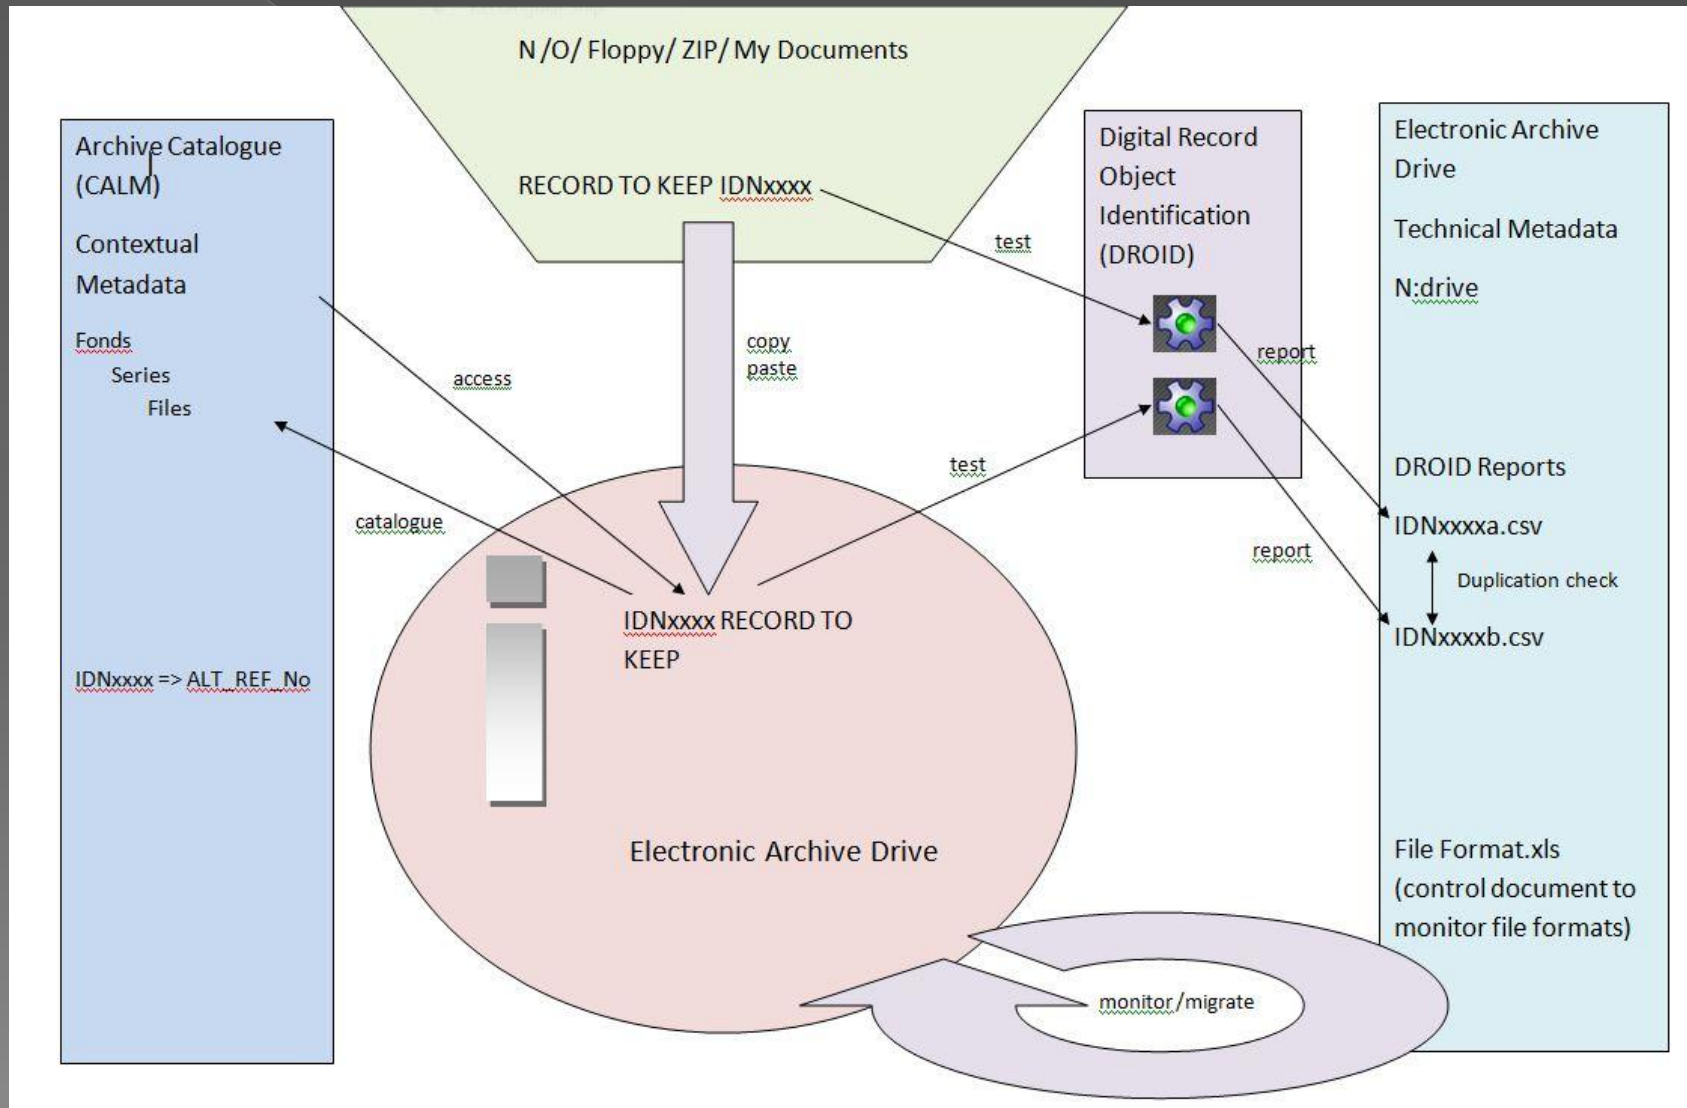 N /O/ Floppy/ ZIP/ My Documents
RECORD TO KEEP IDNxxxx
Archive Catalogue
(CALM)
Contextual
Metadata
Fonds
Series
Files
IDNxxxx => ALT_REF_No
access
catalogue
copy
paste
test
test
IDNxxxx RECORD TO
KEEP
Electronic Archive Drive
Digital Record
Object
Identification
(DROID)
report
report
Electronic Archive
Drive
Technical Metadata
N:drive
DROID Reports
IDNxxxxa.csv
Duplication check
IDNxxxxb.csv
File Format.xls
(control document to
monitor file formats)
monitor/migrate